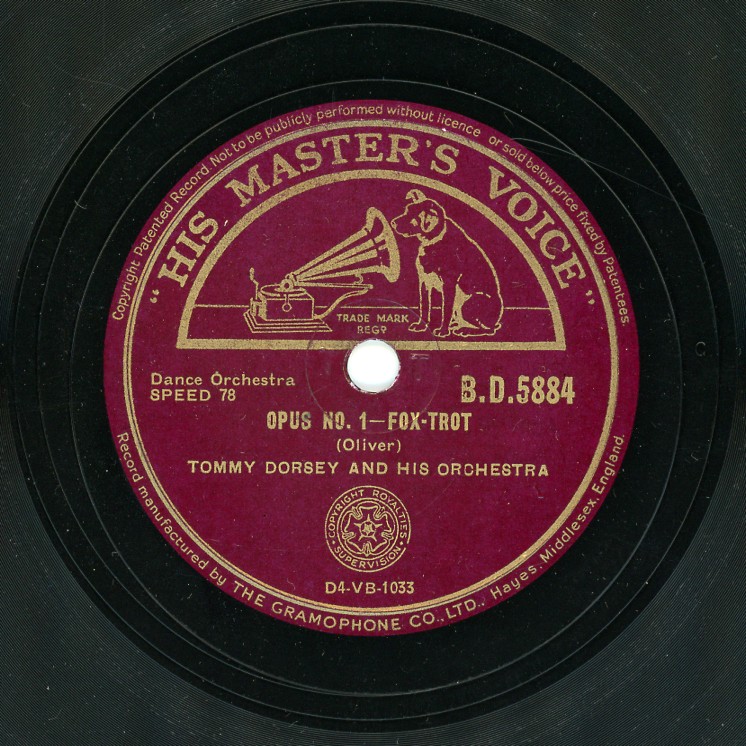 Copyright Patented Record. Not to be publicly performed without licence or sold below price fixed by Patentees
"HIS MASTER'S VOICE"
TRADE MARK
REGD
Dance Orchestra
SPEED 78
B.D.5884
OPUS NO. 1—FOX-TROT
(Oliver)
TOMMY DORSEY AND HIS ORCHESTRA
COPYRIGHT ROYALTIES
SUPERVISION
D4-VB-1033
Record manufactured by THE GRAMOPHONE CO., LTD., Hayes, Middlesex, England.